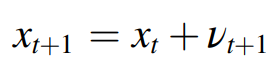 x_{t+1} = x_t + ν_{t+1}